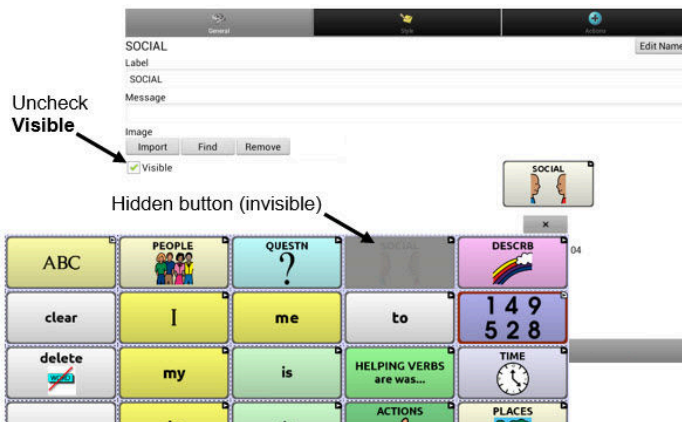 General Style Actions
SOCIAL Edit Name
Label
SOCIAL
Message
Uncheck
Visible
Image
Import Find Remove
Visible
SOCIAL
Hidden button (invisible)
×
04
ABC PEOPLE QUESTN ? SOCIAL DESCRB
clear I me to 1 4 9
5 2 8
delete WORD my is HELPING VERBS
are was... TIME
ACTIONS PLACES